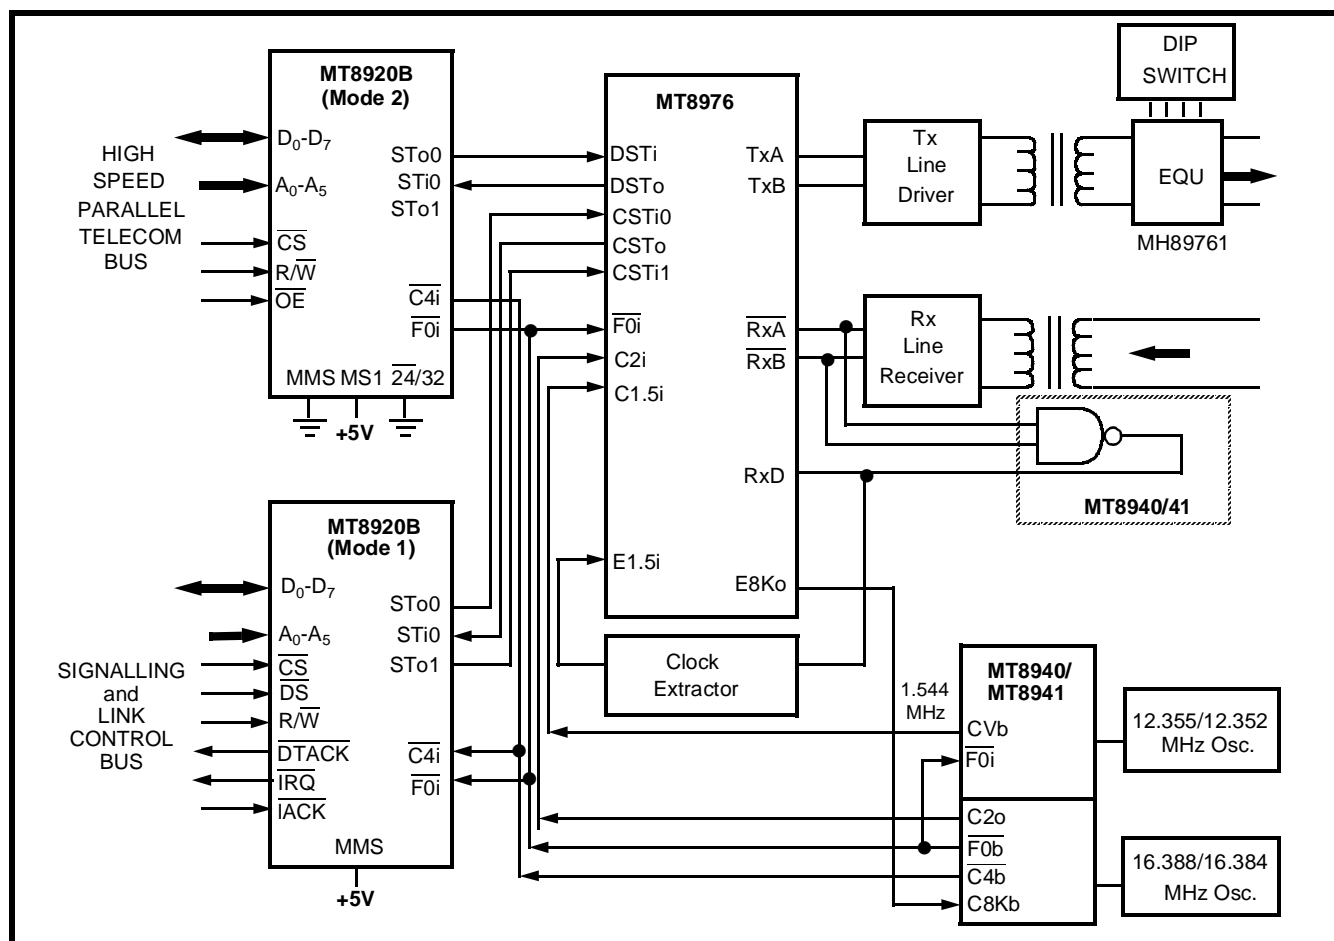 HIGH
SPEED
PARALLEL
TELECOM
BUS
MT8920B
(Mode 2)
D0-D7
A0-A5
CS
R/W
OE
STo0
STi0
STo1
C4i
F0i
MMS MS1 24/32
+5V
MT8976
DSTi
DSTo
CSTi0
CSTo
CSTi1
F0i
C2i
C1.5i
E1.5i
TxA
TxB
RxA
RxB
RxD
E8Ko
Tx
Line
Driver
DIP
SWITCH
EQU
MH89761
Rx
Line
Receiver
MT8940/41
SIGNALLING
and
LINK
CONTROL
BUS
MT8920B
(Mode 1)
D0-D7
A0-A5
CS
DS
R/W
DTACK
IRQ
IACK
STo0
STi0
STo1
C4i
F0i
MMS
+5V
Clock
Extractor
1.544
MHz
MT8940/
MT8941
CVb
F0i
C2o
F0b
C4b
C8Kb
12.355/12.352
MHz Osc.
16.388/16.384
MHz Osc.